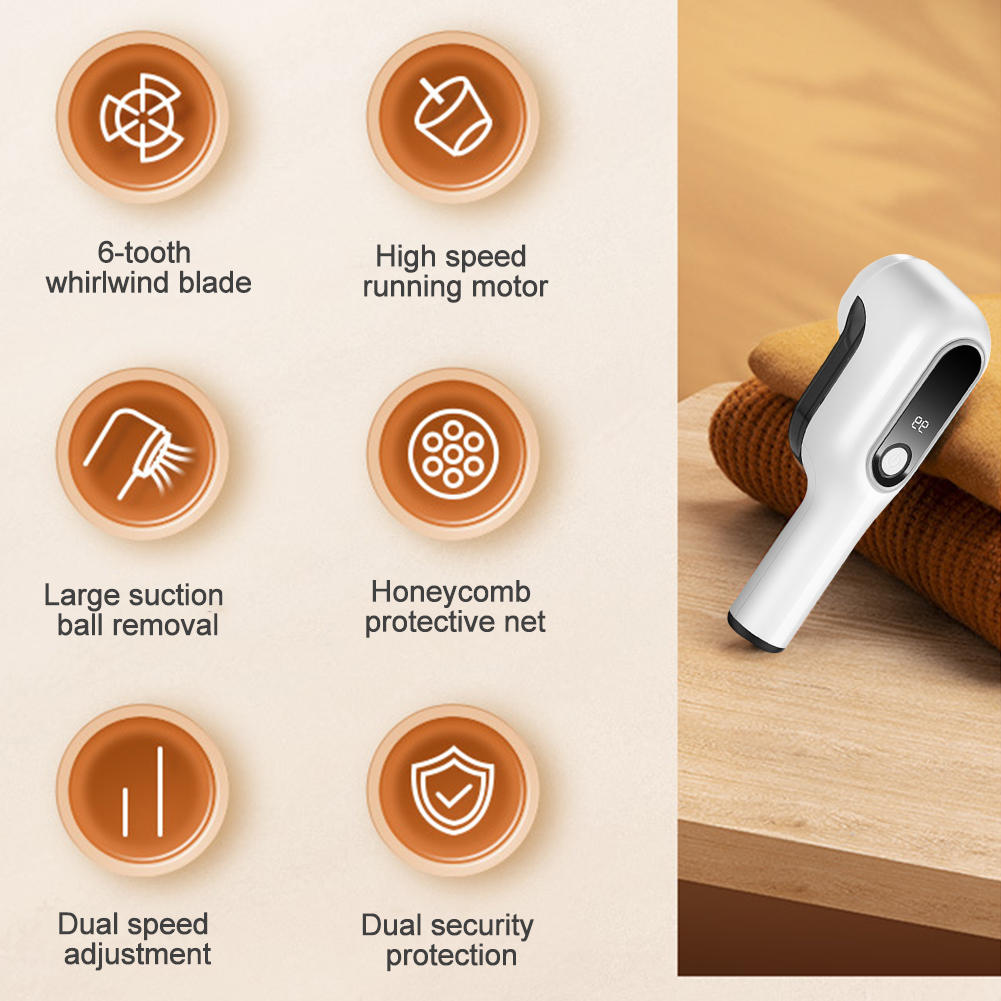 6-tooth
whirlwind blade
High speed
running motor
Large suction
ball removal
Honeycomb
protective net
Dual speed
adjustment
Dual security
protection